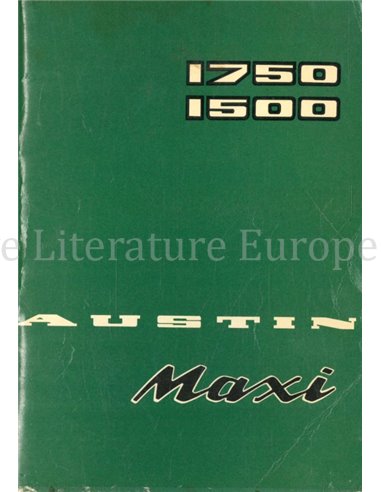 1750
1500
e Literature Europe
AUSTIN
Maxi